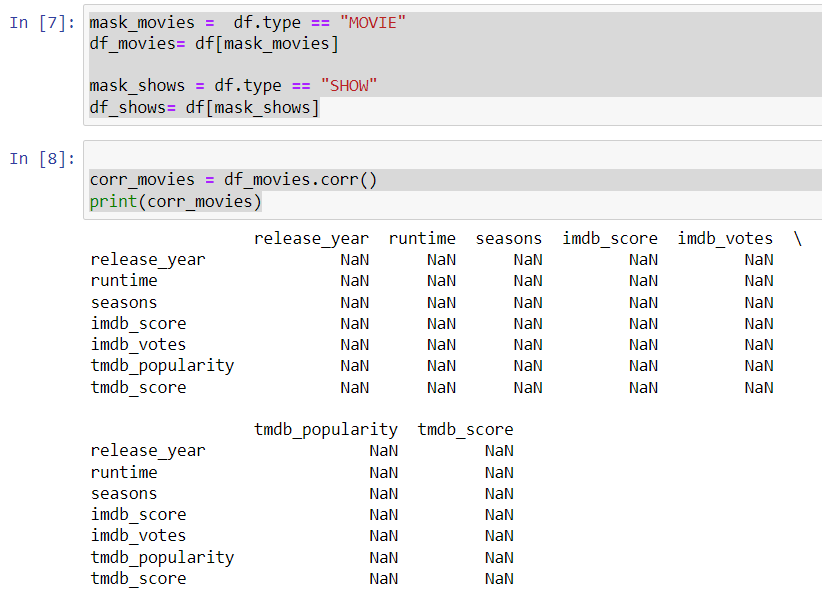 In [7]: mask_movies =  df.type == "MOVIE"
df_movies= df[mask_movies]
mask_shows = df.type == "SHOW"
df_shows= df[mask_shows]
In [8]:
corr_movies = df_movies.corr()
print(corr_movies)
release_year runtime seasons imdb_score imdb_votes \
release_year NaN NaN NaN NaN NaN
runtime NaN NaN NaN NaN NaN
seasons NaN NaN NaN NaN NaN
imdb_score NaN NaN NaN NaN NaN
imdb_votes NaN NaN NaN NaN NaN
tmdb_popularity NaN NaN NaN NaN NaN
tmdb_score NaN NaN NaN NaN NaN
tmdb_popularity tmdb_score
release_year NaN NaN
runtime NaN NaN
seasons NaN NaN
imdb_score NaN NaN
imdb_votes NaN NaN
tmdb_popularity NaN NaN
tmdb_score NaN NaN